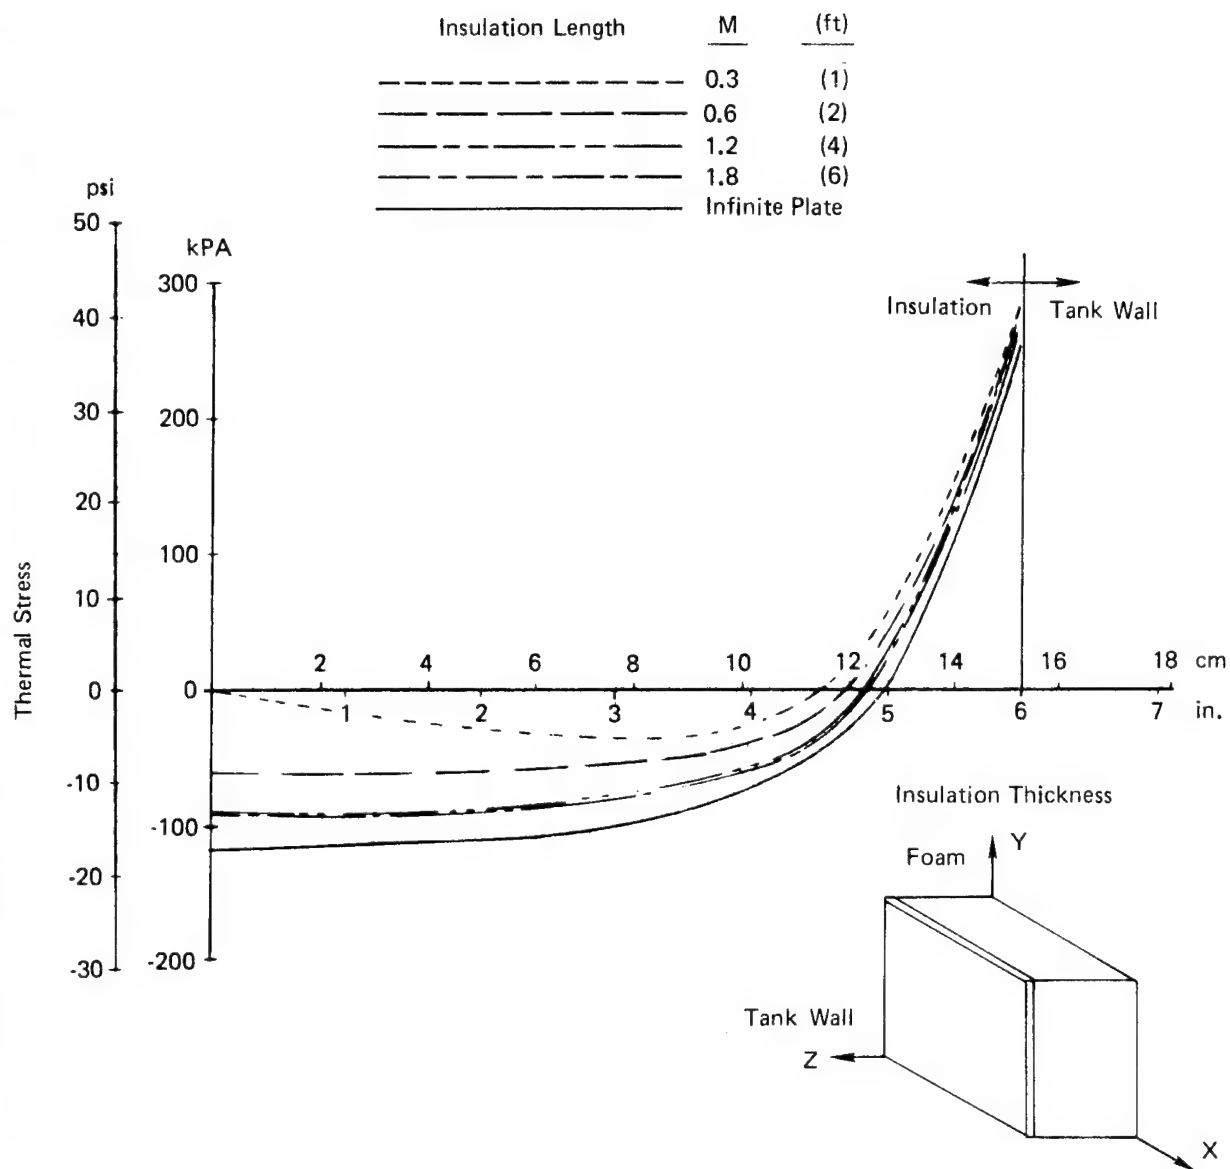 Insulation Length M (ft)
0.3 (1)
0.6 (2)
1.2 (4)
1.8 (6)
Infinite Plate
psi
50
40
30
20
10
0
-10
-20
-30
kPA
300
200
100
0
-100
-200
Thermal Stress
Insulation Tank Wall
2 4 6 8 10 12 14 16 18 cm
1 2 3 4 5 6 7 in.
Insulation Thickness
Foam Y
Tank Wall
Z
X